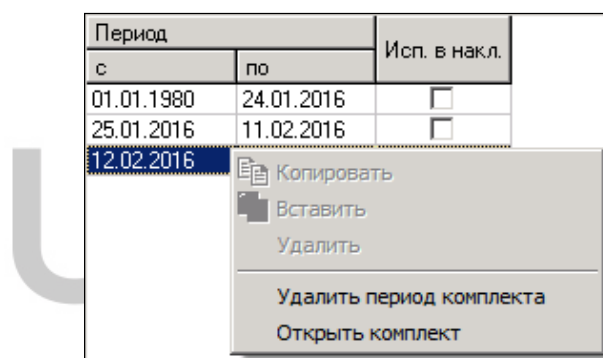 Период
Исп. в накл.
с по
01.01.1980 24.01.2016
25.01.2016 11.02.2016
12.02.2016
Копировать
Вставить
Удалить
Удалить период комплекта
Открыть комплект